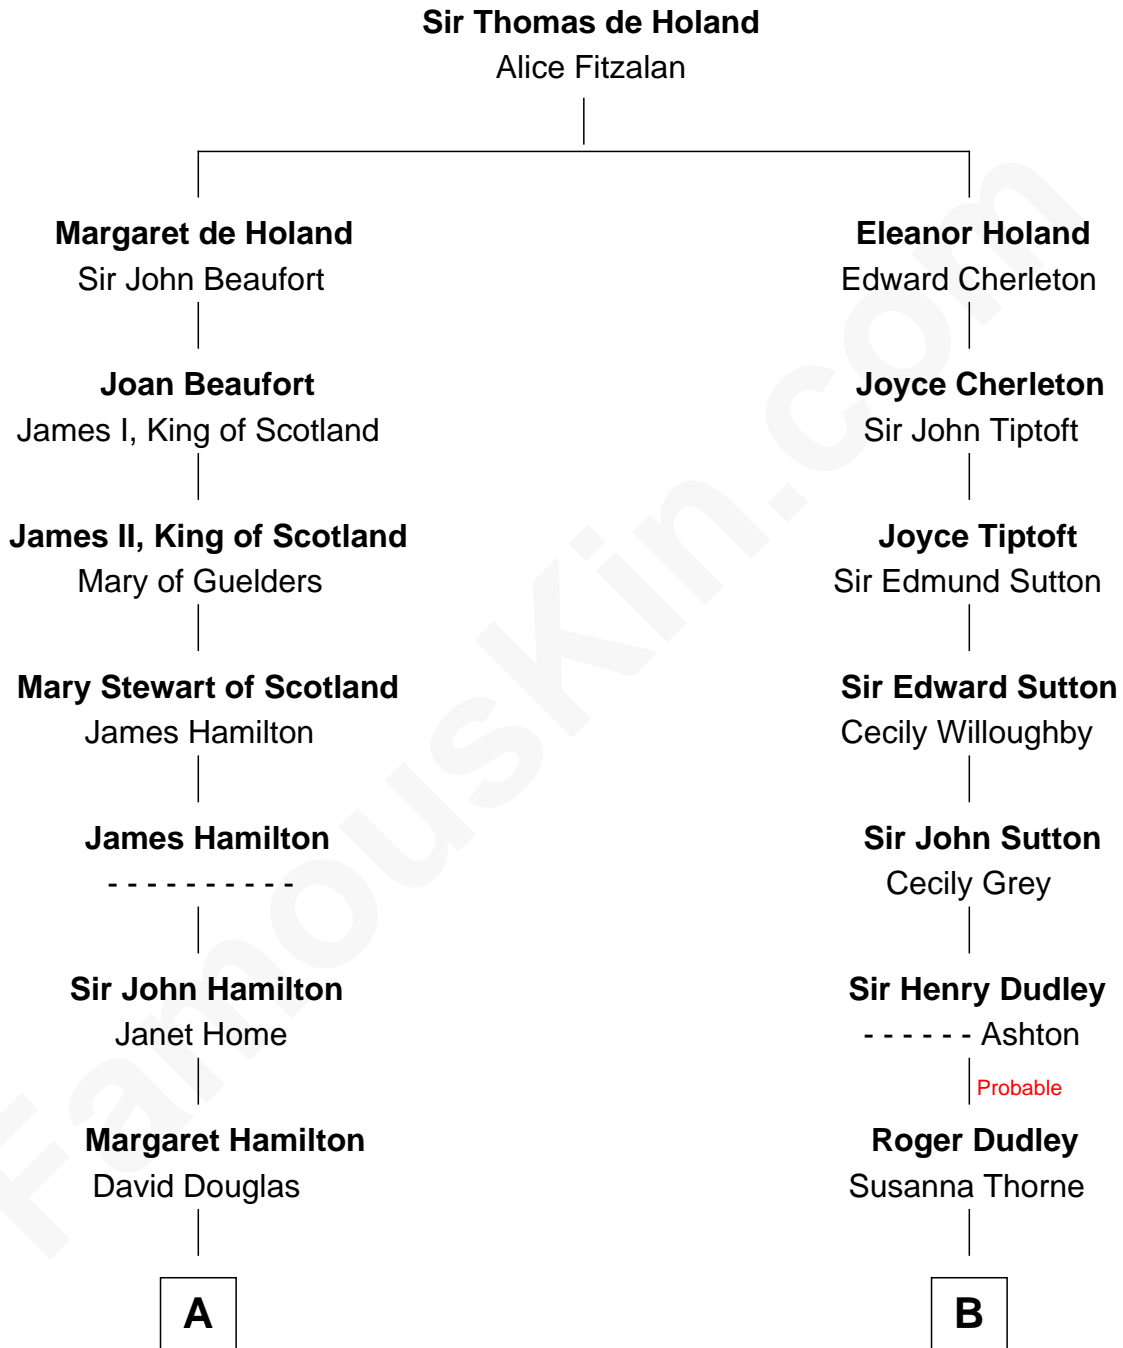 Sir Thomas de Holand
Alice Fitzalan
Margaret de Holand
Sir John Beaufort
Joan Beaufort
James I, King of Scotland
James II, King of Scotland
Mary of Guelders
Mary Stewart of Scotland
James Hamilton
James Hamilton
- - - - - - - - - -
Sir John Hamilton
Janet Home
Margaret Hamilton
David Douglas
A
Eleanor Holand
Edward Cherleton
Joyce Cherleton
Sir John Tiptoft
Joyce Tiptoft
Sir Edmund Sutton
Sir Edward Sutton
Cecily Willoughby
Sir John Sutton
Cecily Grey
Sir Henry Dudley
- - - - - - Ashton
Probable
Roger Dudley
Susanna Thorne
B
FamousKin.com